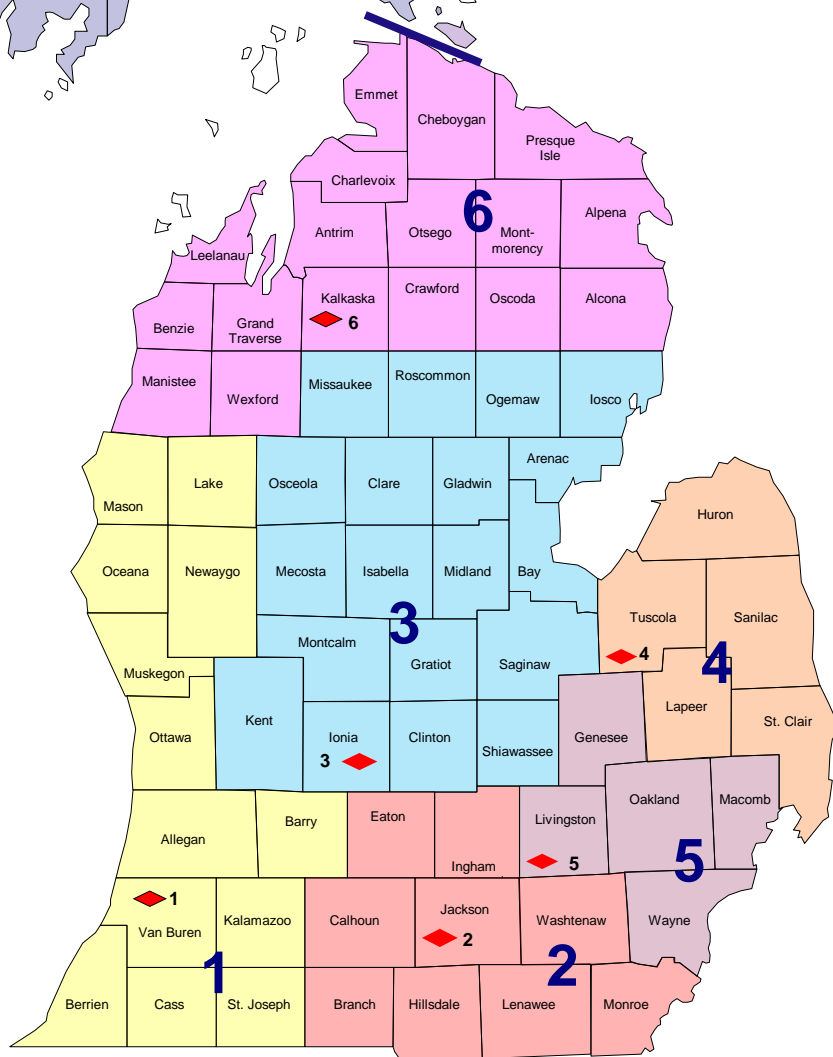 Emmet
Cheboygan
Presque
Isle
Charlevoix
6
Antrim
Otsego
Mont-
morency
Alpena
Leelanau
Kalkaska
6
Crawford
Oscoda
Alcona
Benzie
Grand
Traverse
Manistee
Wexford
Missaukee
Roscommon
Ogemaw
Iosco
Mason
Lake
Osceola
Clare
Gladwin
Arenac
Huron
Oceana
Newaygo
Mecosta
Isabella
Midland
Bay
3
Tuscola
4
Sanilac
4
Muskegon
Montcalm
Gratiot
Saginaw
Lapeer
St. Clair
Ottawa
Kent
Ionia
3
Clinton
Shiawassee
Genesee
Allegan
Barry
Eaton
Ingham
Livingston
5
Oakland
Macomb
5
1
Van Buren
Kalamazoo
Calhoun
Jackson
2
Washtenaw
Wayne
1
2
Berrien
Cass
St. Joseph
Branch
Hillsdale
Lenawee
Monroe